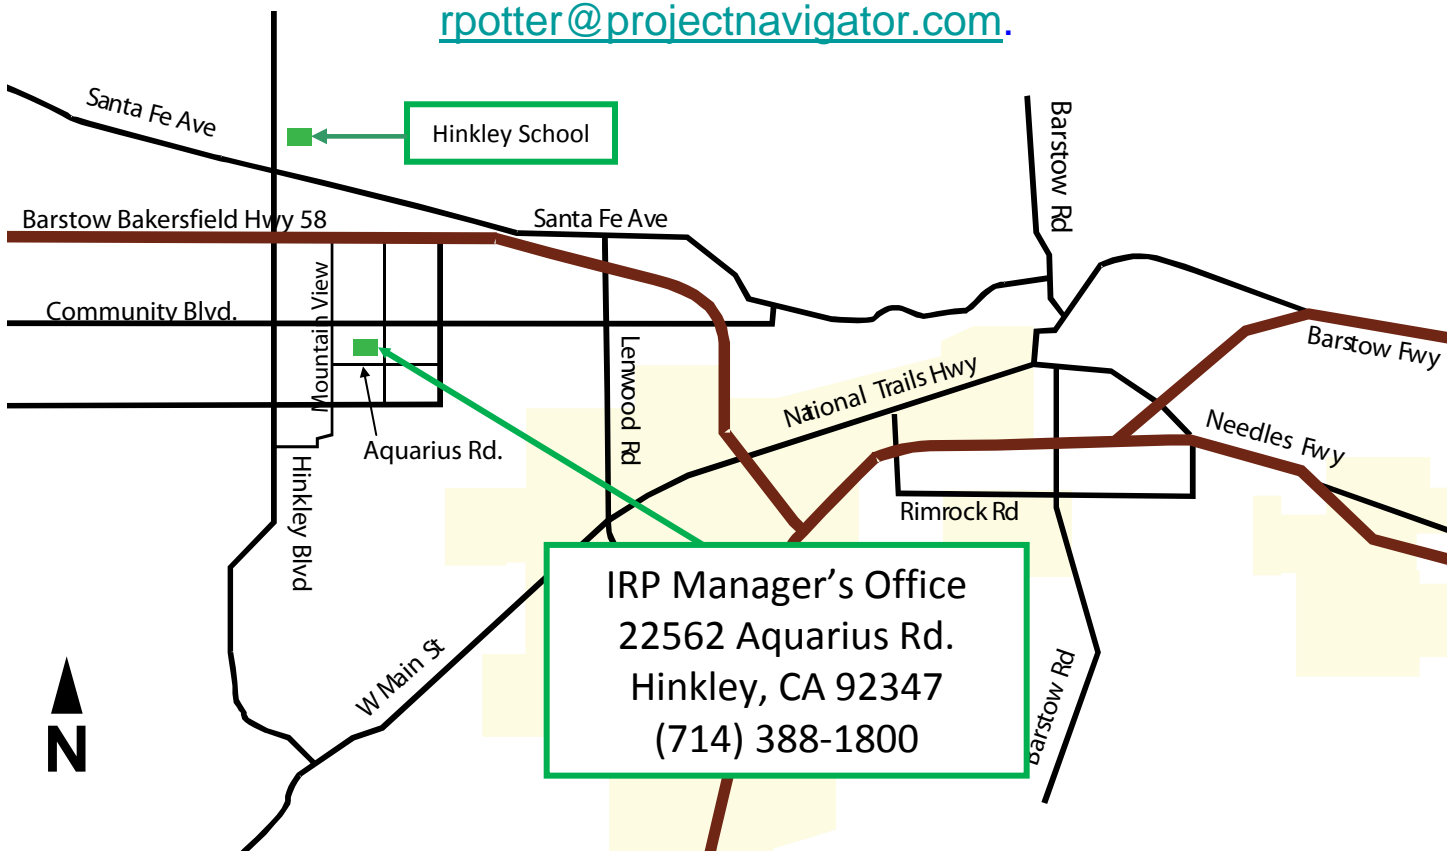 rpotter@projectnavigator.com.
Santa Fe Ave
Hinkley School
Barstow Rd
Barstow Bakersfield Hwy 58
Santa Fe Ave
Community Blvd.
Mountain View
Lenwood Rd
National Trails Hwy
Barstow Fwy
Aquarius Rd.
Needles Fwy
Hinkley Blvd
Rimrock Rd
IRP Manager’s Office
22562 Aquarius Rd.
Hinkley, CA 92347
(714) 388-1800
W Main St
Barstow Rd
N